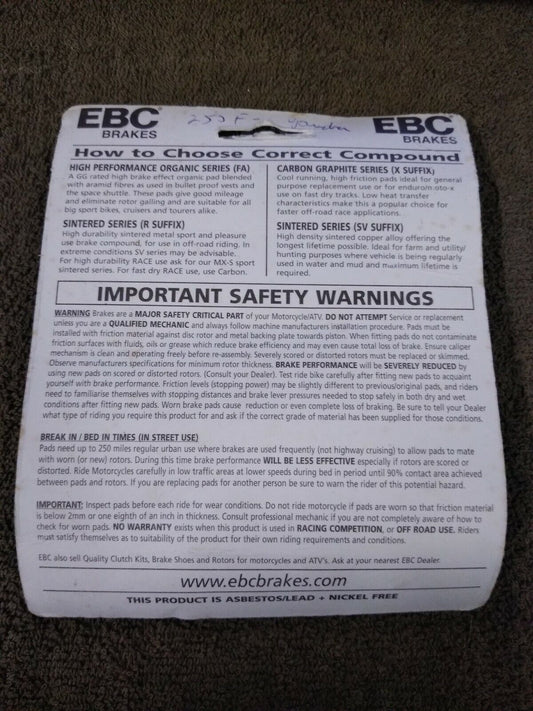 EBC
BRAKES
255 F -
EBC
BRAKES
How to Choose Correct Compound
HIGH PERFORMANCE ORGANIC SERIES (FA)
A GG rated high brake effect organic pad blended
with aramid fibres as used in bullet proof vests and
the space shuttle. These pads give good mileage
and eliminate rotor galling and are suitable for all
big sport bikes, cruisers and tourers alike.
CARBON GRAPHITE SERIES (X SUFFIX)
Cool running, high friction pads ideal for general
purpose replacement use or for enduro/moto-x
use on fast dry tracks. Low heat transfer
characteristics make this a popular choice for
faster off-road race applications.
SINTERED SERIES (R SUFFIX)
High durability sintered metal sport and pleasure
use brake compound, for use in off-road riding. In
extreme conditions SV series may be advisable.
For high durability RACE use ask for our MX-S sport
sintered series. For fast dry RACE use, use Carbon.
SINTERED SERIES (SV SUFFIX)
High density sintered copper alloy offering the
longest lifetime possible. Ideal for farm and utility/
hunting purposes where vehicle is being regularly
used in water and mud and maximum lifetime is
required.
IMPORTANT SAFETY WARNINGS
WARNING Brakes are a MAJOR SAFETY CRITICAL PART of your Motorcycle/ATV. DO NOT ATTEMPT Service or replacement
unless you are a QUALIFIED MECHANIC and always follow machine manufacturers installation procedure. Pads must be
installed with friction material against disc rotor and metal backing plate towards piston. When fitting pads do not contaminate
friction surfaces with fluids, oils or grease which reduce brake efficiency and may even cause total loss of brake. Ensure caliper
mechanism is clean and operating freely before re-assembly. Severely scored or distorted rotors must be replaced or skimmed.
Observe manufacturers specifications for minimum rotor thickness. BRAKE PERFORMANCE will be SEVERELY REDUCED by
using new pads on scored or distorted rotors. (Consult your Dealer). Test ride bike carefully after fitting new pads to acquaint
yourself with brake performance. Friction levels (stopping power) may be slightly different to previous/original pads, and riders
need to familiarise themselves with stopping distances and brake lever pressures needed to stop safely in both dry and wet
conditions after fitting new pads. Worn brake pads cause reduction or even complete loss of braking. Be sure to tell your Dealer
what type of riding you require this product for and ask if the correct grade of material has been supplied for those conditions.
BREAK IN / BED IN TIMES (IN STREET USE)
Pads need up to 250 miles regular urban use where brakes are used frequently (not highway cruising) to allow pads to mate
with worn (or new) rotors. During this time brake performance WILL BE LESS EFFECTIVE especially if rotors are scored or
distorted. Ride Motorcycles carefully in low traffic areas at lower speeds during bed in period until 90% contact area achieved
between pads and rotors. If you are replacing pads for another person be sure to warn the rider of this potential hazard.
IMPORTANT: Inspect pads before each ride for wear conditions. Do not ride motorcycle if pads are worn so that friction material
is below 2mm or one eighth of an inch in thickness. Consult professional mechanic if you are not completely aware of how to
check for worn pads. NO WARRANTY exists when this product is used in RACING COMPETITION, or OFF ROAD USE. Riders
must satisfy themselves as to suitability of the product for their own riding requirements and conditions.
EBC also sell Quality Clutch Kits, Brake Shoes and Rotors for motorcycles and ATV's. Ask at your nearest EBC Dealer.
www.ebcbrakes.com
THIS PRODUCT IS ASBESTOS/LEAD + NICKEL FREE